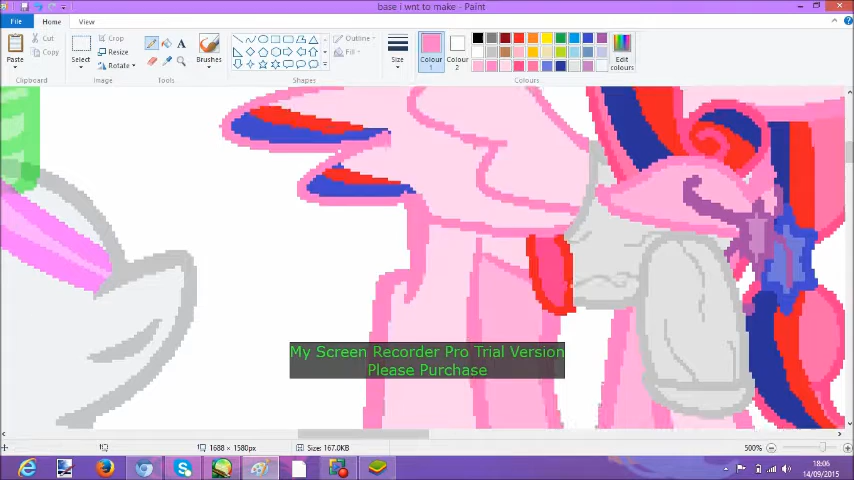 base i wnt to make - Paint
File
Home
View
Paste
Cut
Copy
Clipboard
Select
Crop
Resize
Rotate
Image
Tools
Brushes
Shapes
Outline
Fill
Size
Colour
1
Colour
2
Edit
colours
Colours
My Screen Recorder Pro Trial Version
Please Purchase
1688 × 1580px
Size: 167.0KB
500%
18:06
14/09/2015